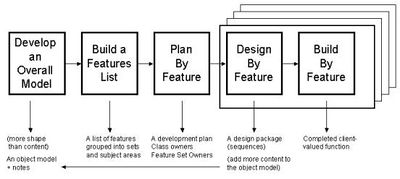 Develop
an
Overall
Model
Build a
Features
List
Plan
By
Feature
Design
By
Feature
Build
By
Feature
(more shape
than content)
An object model
+ notes
A list of features
grouped into sets
and subject areas
A development plan
Class owners
Feature Set Owners
A design package
(sequences)
(add more content to
the object model)
Completed client-
valued function